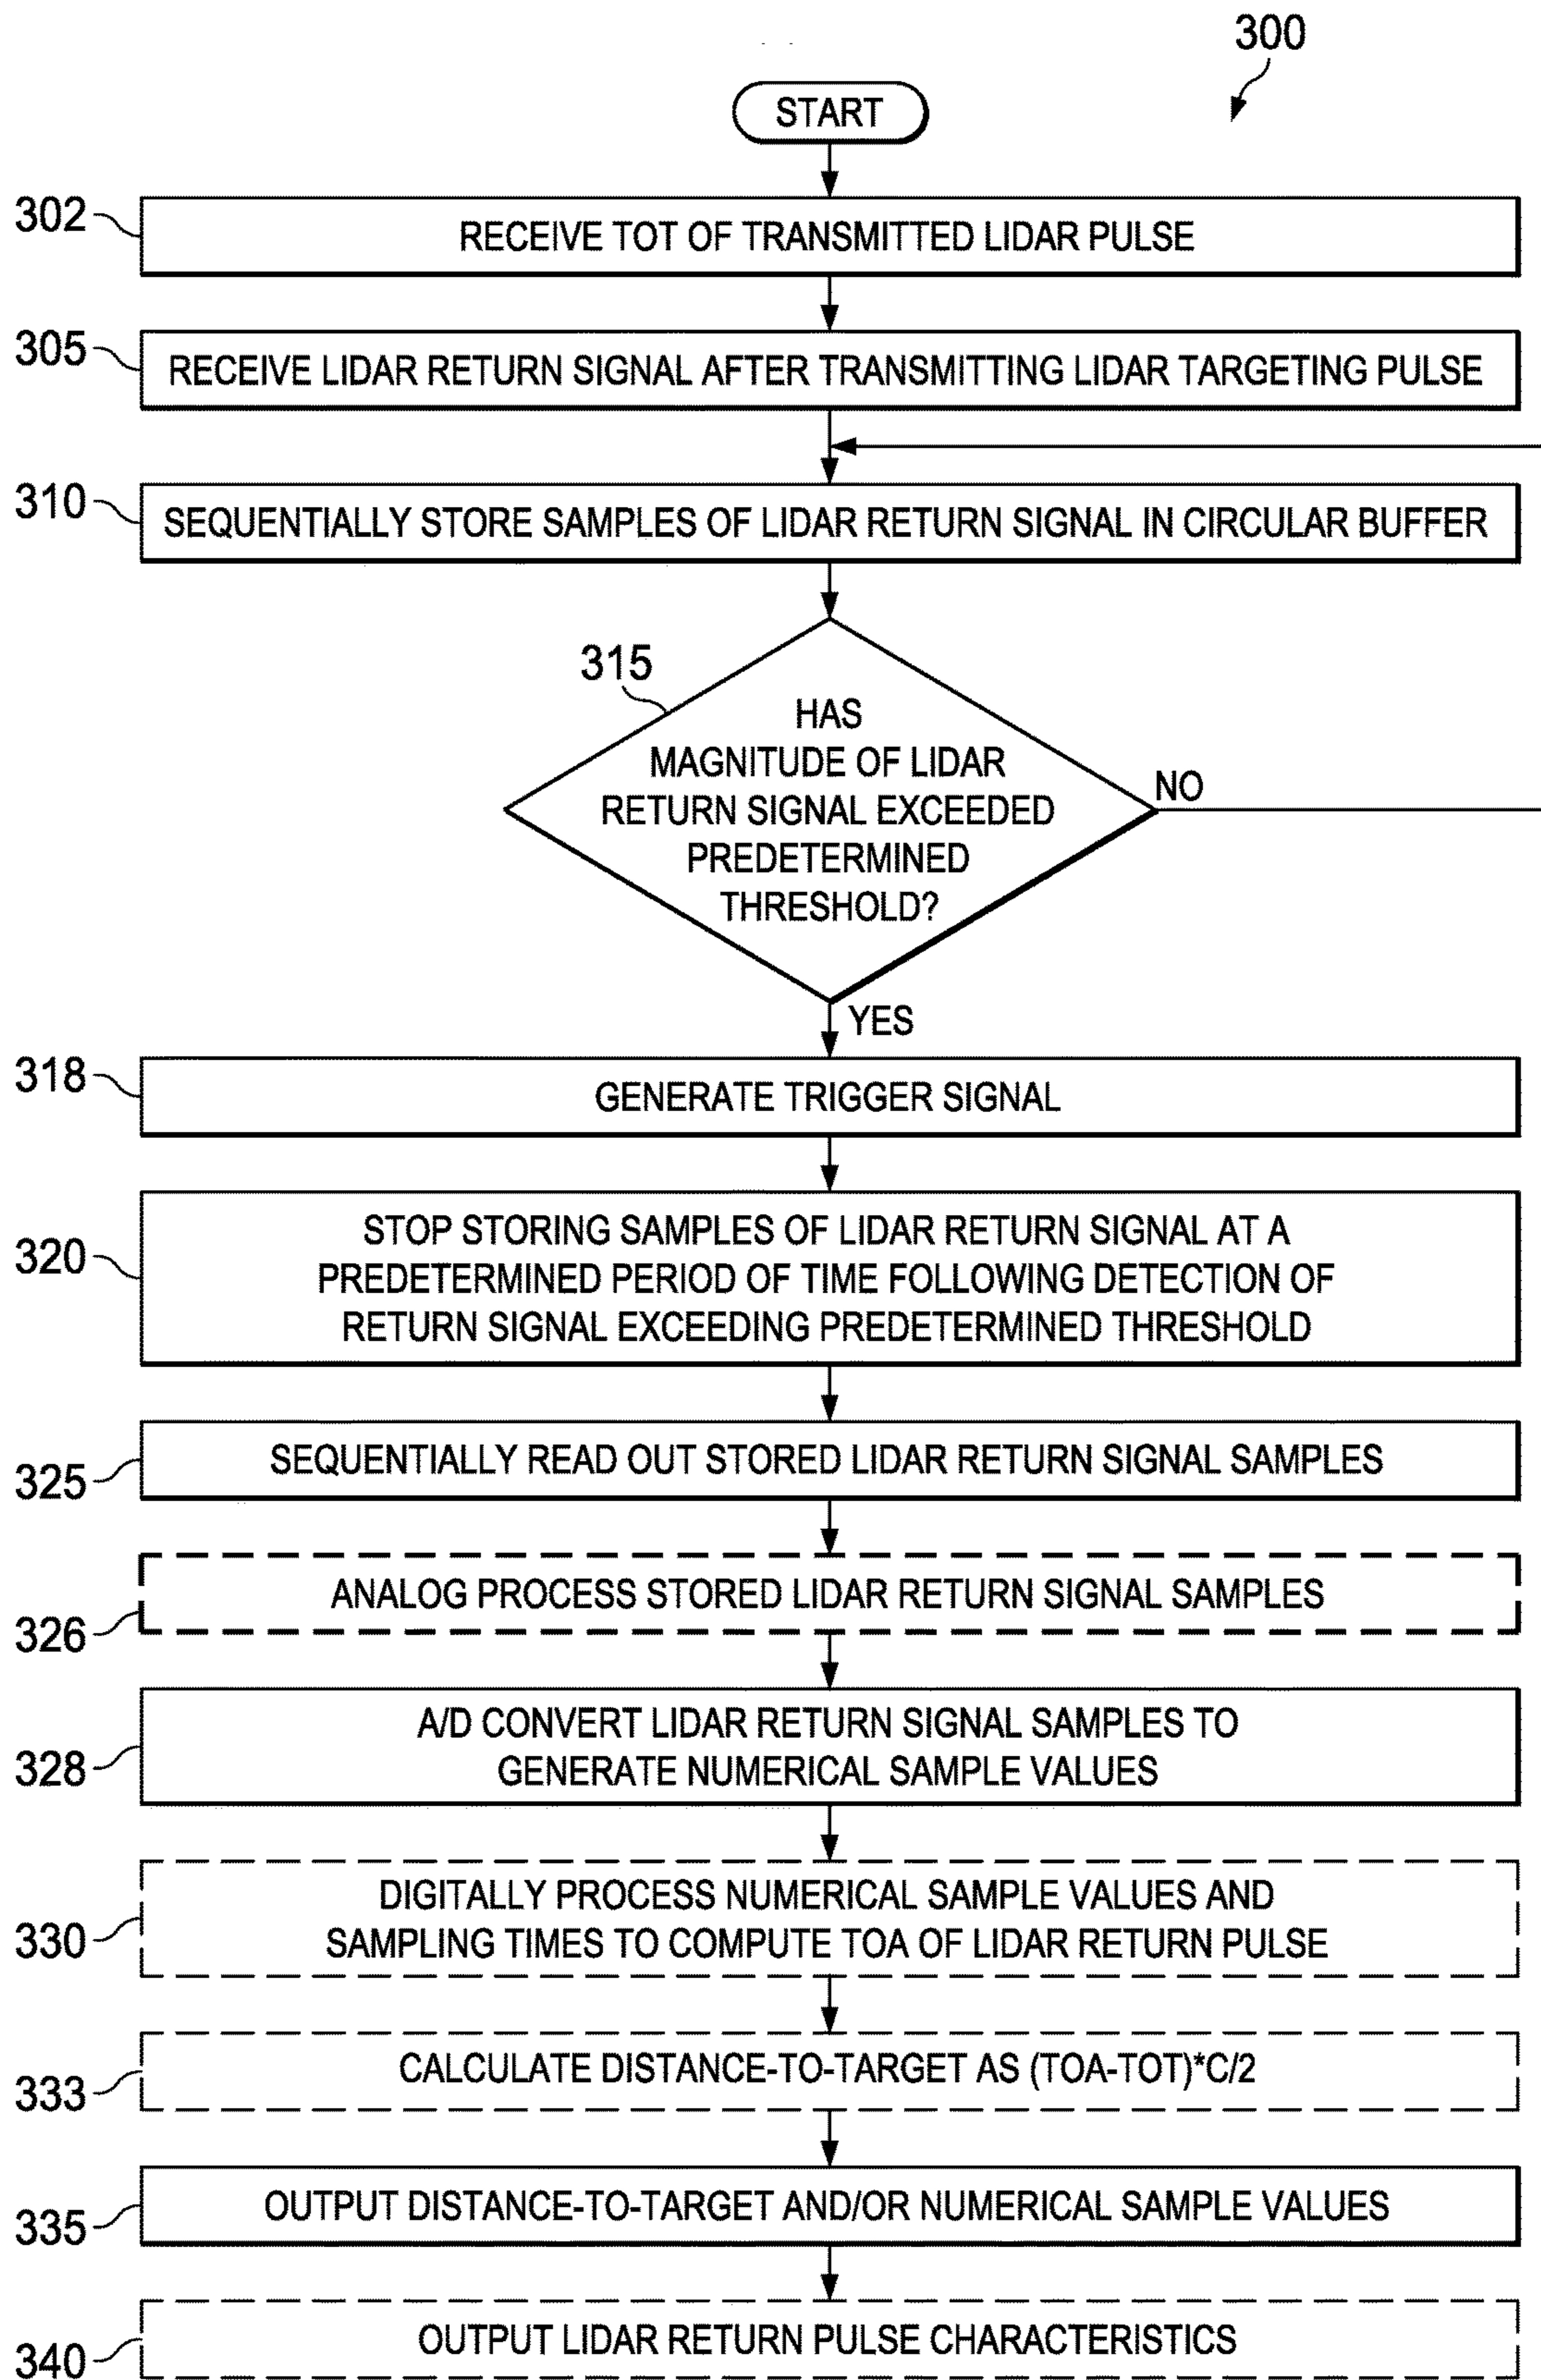 300
START
302
RECEIVE TOT OF TRANSMITTED LIDAR PULSE
305
RECEIVE LIDAR RETURN SIGNAL AFTER TRANSMITTING LIDAR TARGETING PULSE
310
SEQUENTIALLY STORE SAMPLES OF LIDAR RETURN SIGNAL IN CIRCULAR BUFFER
315
HAS
MAGNITUDE OF LIDAR
RETURN SIGNAL EXCEEDED
PREDETERMINED
THRESHOLD?
NO
YES
318
GENERATE TRIGGER SIGNAL
320
STOP STORING SAMPLES OF LIDAR RETURN SIGNAL AT A
PREDETERMINED PERIOD OF TIME FOLLOWING DETECTION OF
RETURN SIGNAL EXCEEDING PREDETERMINED THRESHOLD
325
SEQUENTIALLY READ OUT STORED LIDAR RETURN SIGNAL SAMPLES
326
ANALOG PROCESS STORED LIDAR RETURN SIGNAL SAMPLES
328
A/D CONVERT LIDAR RETURN SIGNAL SAMPLES TO
GENERATE NUMERICAL SAMPLE VALUES
330
DIGITALLY PROCESS NUMERICAL SAMPLE VALUES AND
SAMPLING TIMES TO COMPUTE TOA OF LIDAR RETURN PULSE
333
CALCULATE DISTANCE-TO-TARGET AS (TOA-TOT)*C/2
335
OUTPUT DISTANCE-TO-TARGET AND/OR NUMERICAL SAMPLE VALUES
340
OUTPUT LIDAR RETURN PULSE CHARACTERISTICS